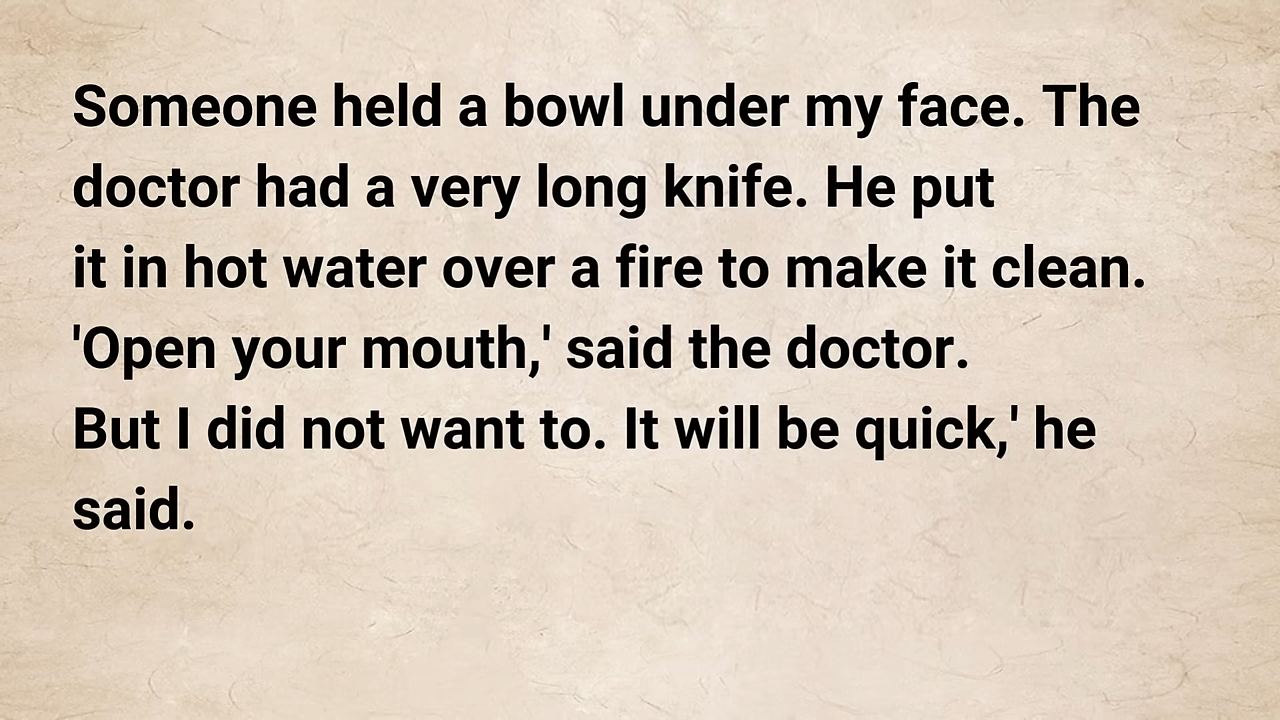 Someone held a bowl under my face. The
doctor had a very long knife. He put
it in hot water over a fire to make it clean.
'Open your mouth,' said the doctor.
But I did not want to. It will be quick,' he
said.